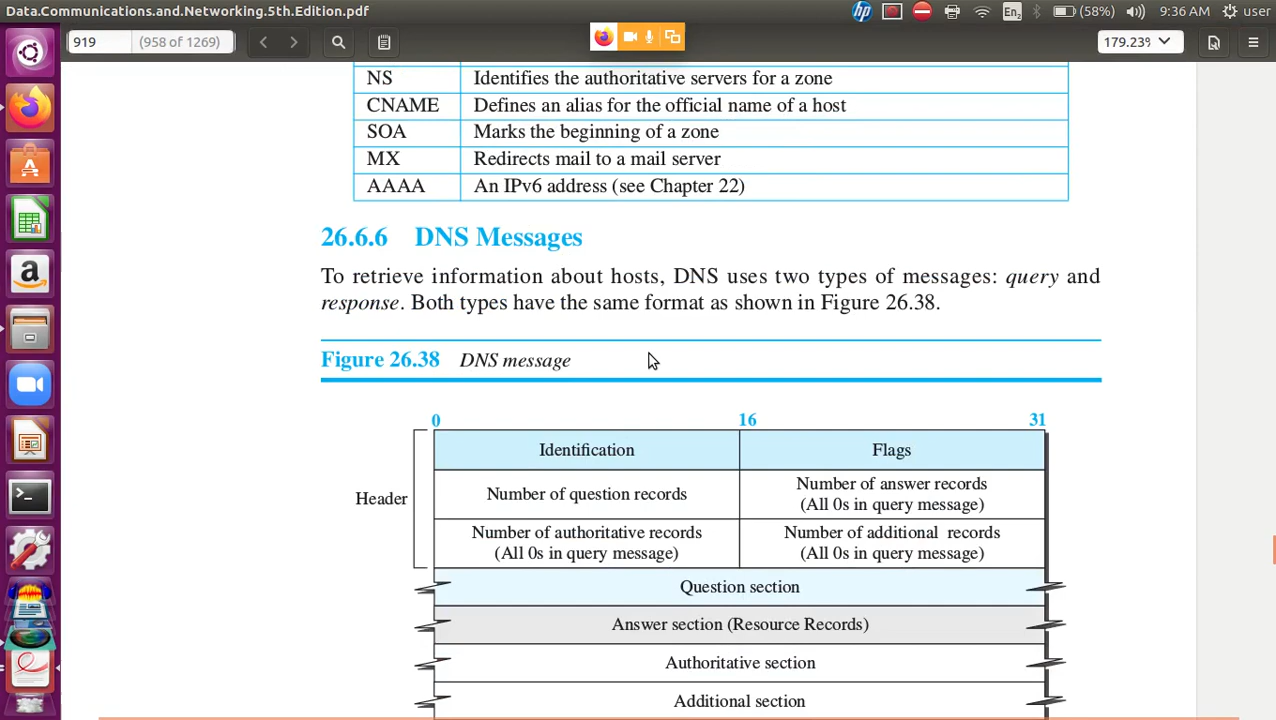 Data.Communications.and.Networking.5th.Edition.pdf
hp
En2
(58%)
9:36 AM
user
919
(958 of 1269)
179.23%
NS
Identifies the authoritative servers for a zone
CNAME
Defines an alias for the official name of a host
SOA
Marks the beginning of a zone
MX
Redirects mail to a mail server
AAAA
An IPv6 address (see Chapter 22)
26.6.6 DNS Messages
To retrieve information about hosts, DNS uses two types of messages: query and
response. Both types have the same format as shown in Figure 26.38.
Figure 26.38 DNS message
0
16
31
Header
Identification
Flags
Number of question records
Number of answer records
(All 0s in query message)
Number of authoritative records
(All 0s in query message)
Number of additional records
(All 0s in query message)
Question section
Answer section (Resource Records)
Authoritative section
Additional section